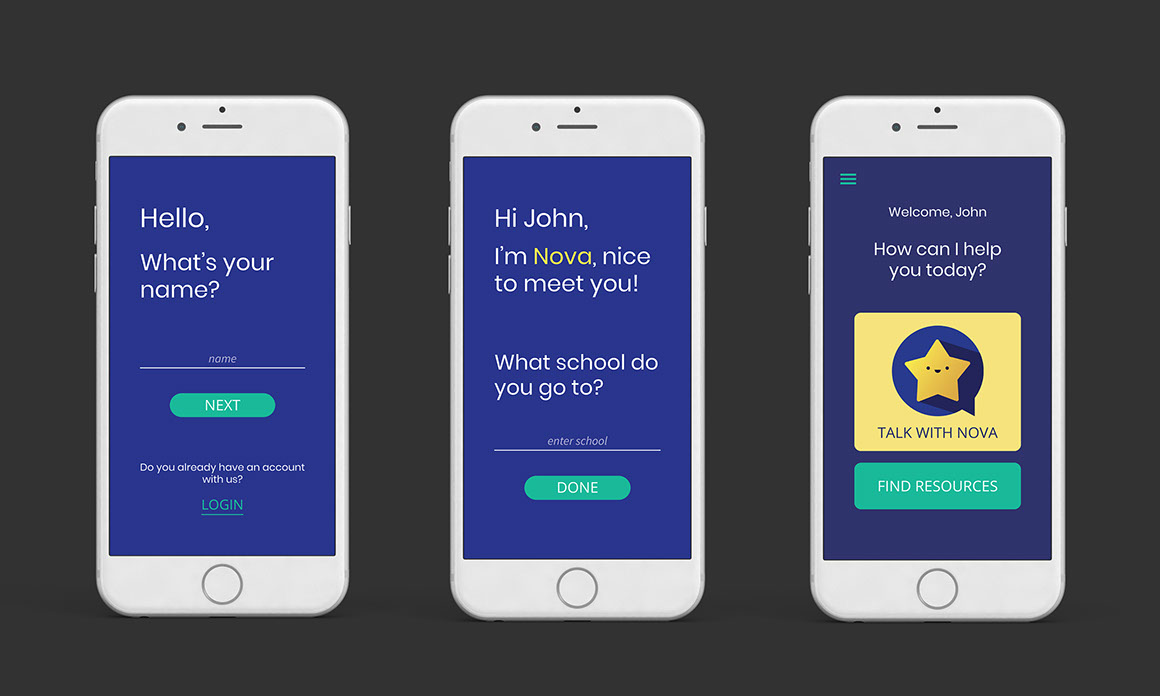 Hello,
What's your
name?
name
NEXT
Do you already have an account
with us?
LOGIN
Hi John,
I'm Nova, nice
to meet you!
What school do
you go to?
enter school
DONE
Welcome, John
How can I help
you today?
TALK WITH NOVA
FIND RESOURCES